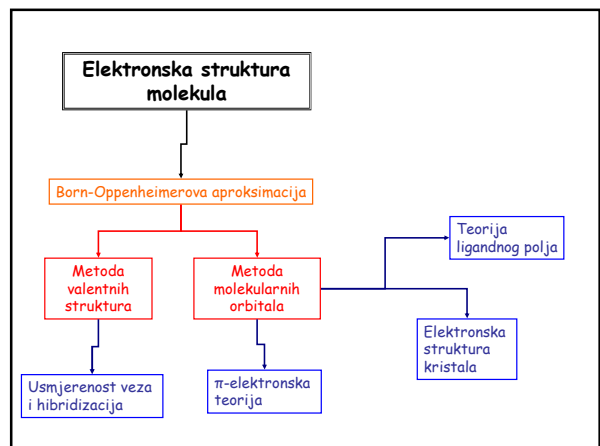 Elektronska struktura
molekula
Born-Oppenheimerova aproksimacija
Teorija
ligandnog polja
Metoda
valentnih
struktura
Metoda
molekularnih
orbitala
Elektronska
struktura
kristala
Usmjerenost veza
i hibridizacija
π-elektronska
teorija